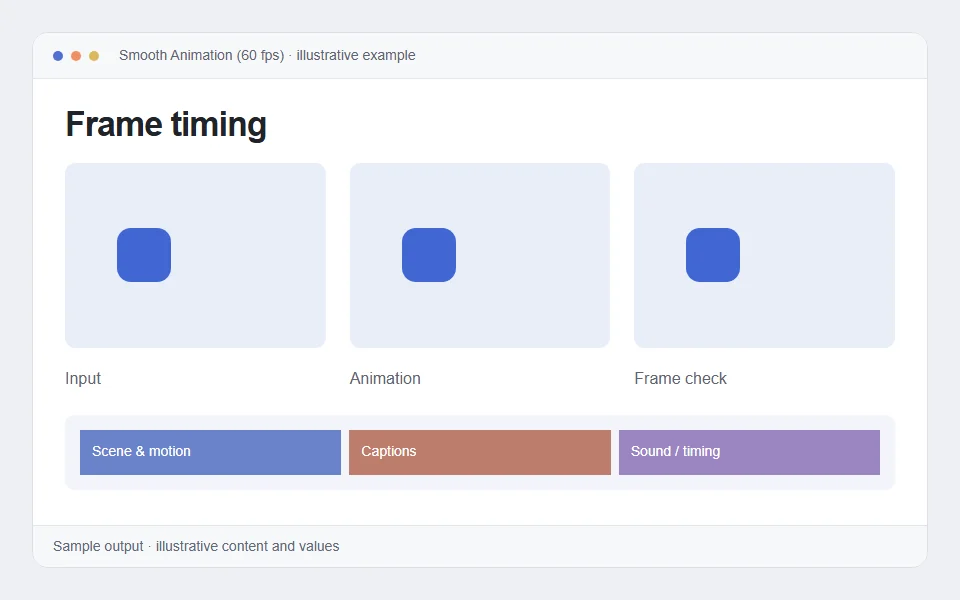 Smooth Animation (60 fps) · illustrative example
Frame timing
Input
Animation
Frame check
Scene & motion
Captions
Sound / timing
Sample output · illustrative content and values